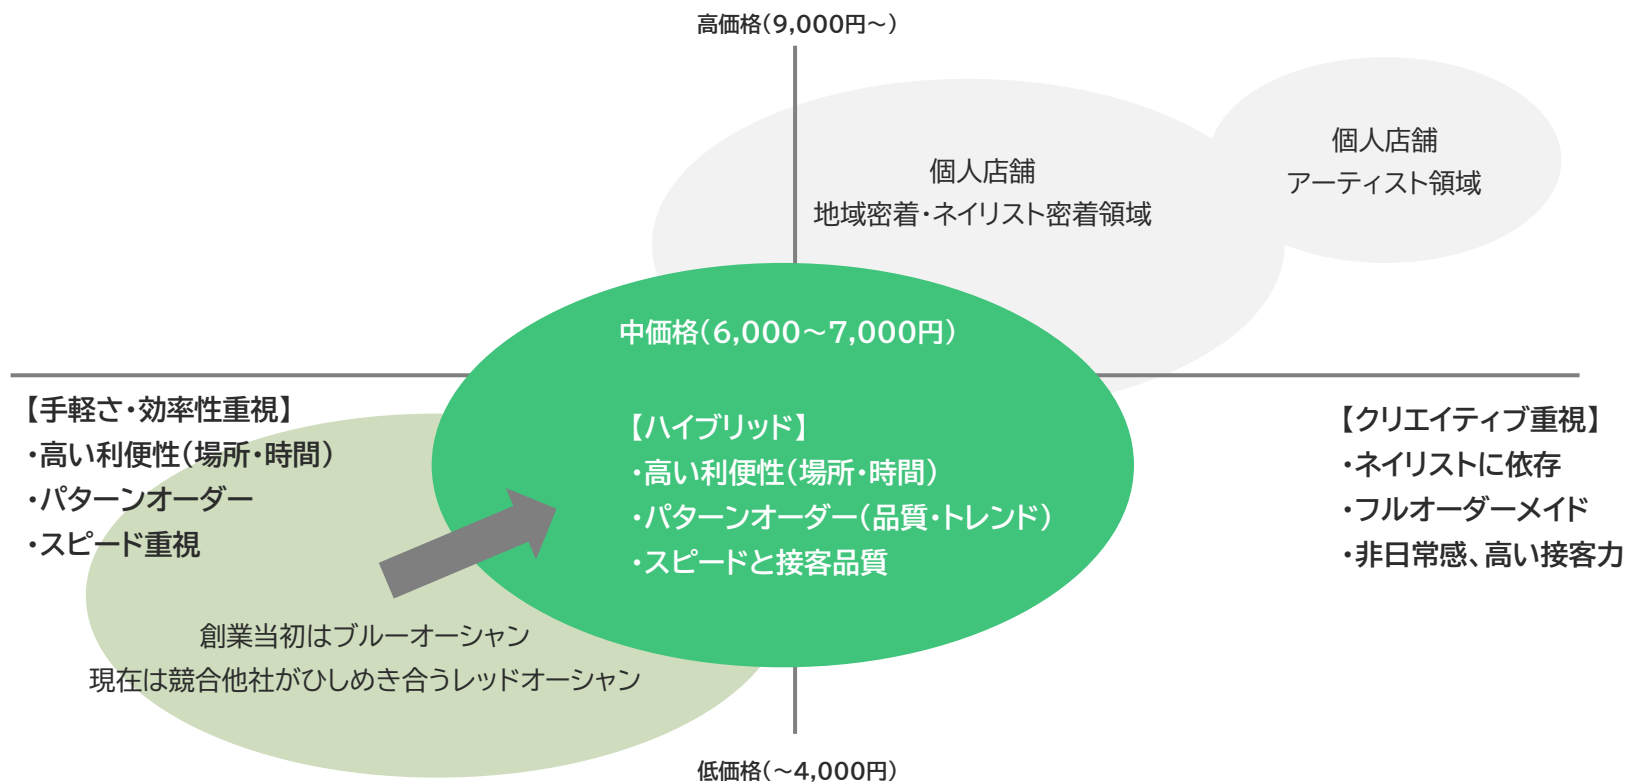 高価格(9,000円～)
個人店舗
地域密着・ネイリスト密着領域
個人店舗
アーティスト領域
中価格(6,000～7,000円)
【手軽さ・効率性重視】
・高い利便性(場所・時間)
・パターンオーダー
・スピード重視
【ハイブリッド】
・高い利便性(場所・時間)
・パターンオーダー(品質・トレンド)
・スピードと接客品質
【クリエイティブ重視】
・ネイリストに依存
・フルオーダーメイド
・非日常感、高い接客力
創業当初はブルーオーシャン
現在は競合他社がひしめき合うレッドオーシャン
低価格(～4,000円)